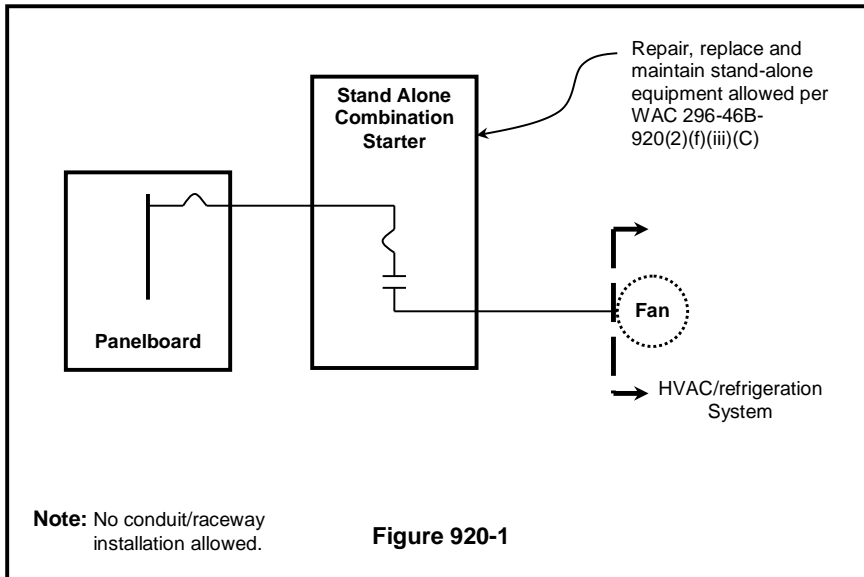 Repair, replace and
maintain stand-alone
equipment allowed per
WAC 296-46B-
920(2)(f)(iii)(C)
Stand Alone
Combination
Starter
Panelboard
Fan
HVAC/refrigeration
System
Note: No conduit/raceway
installation allowed.
Figure 920-1